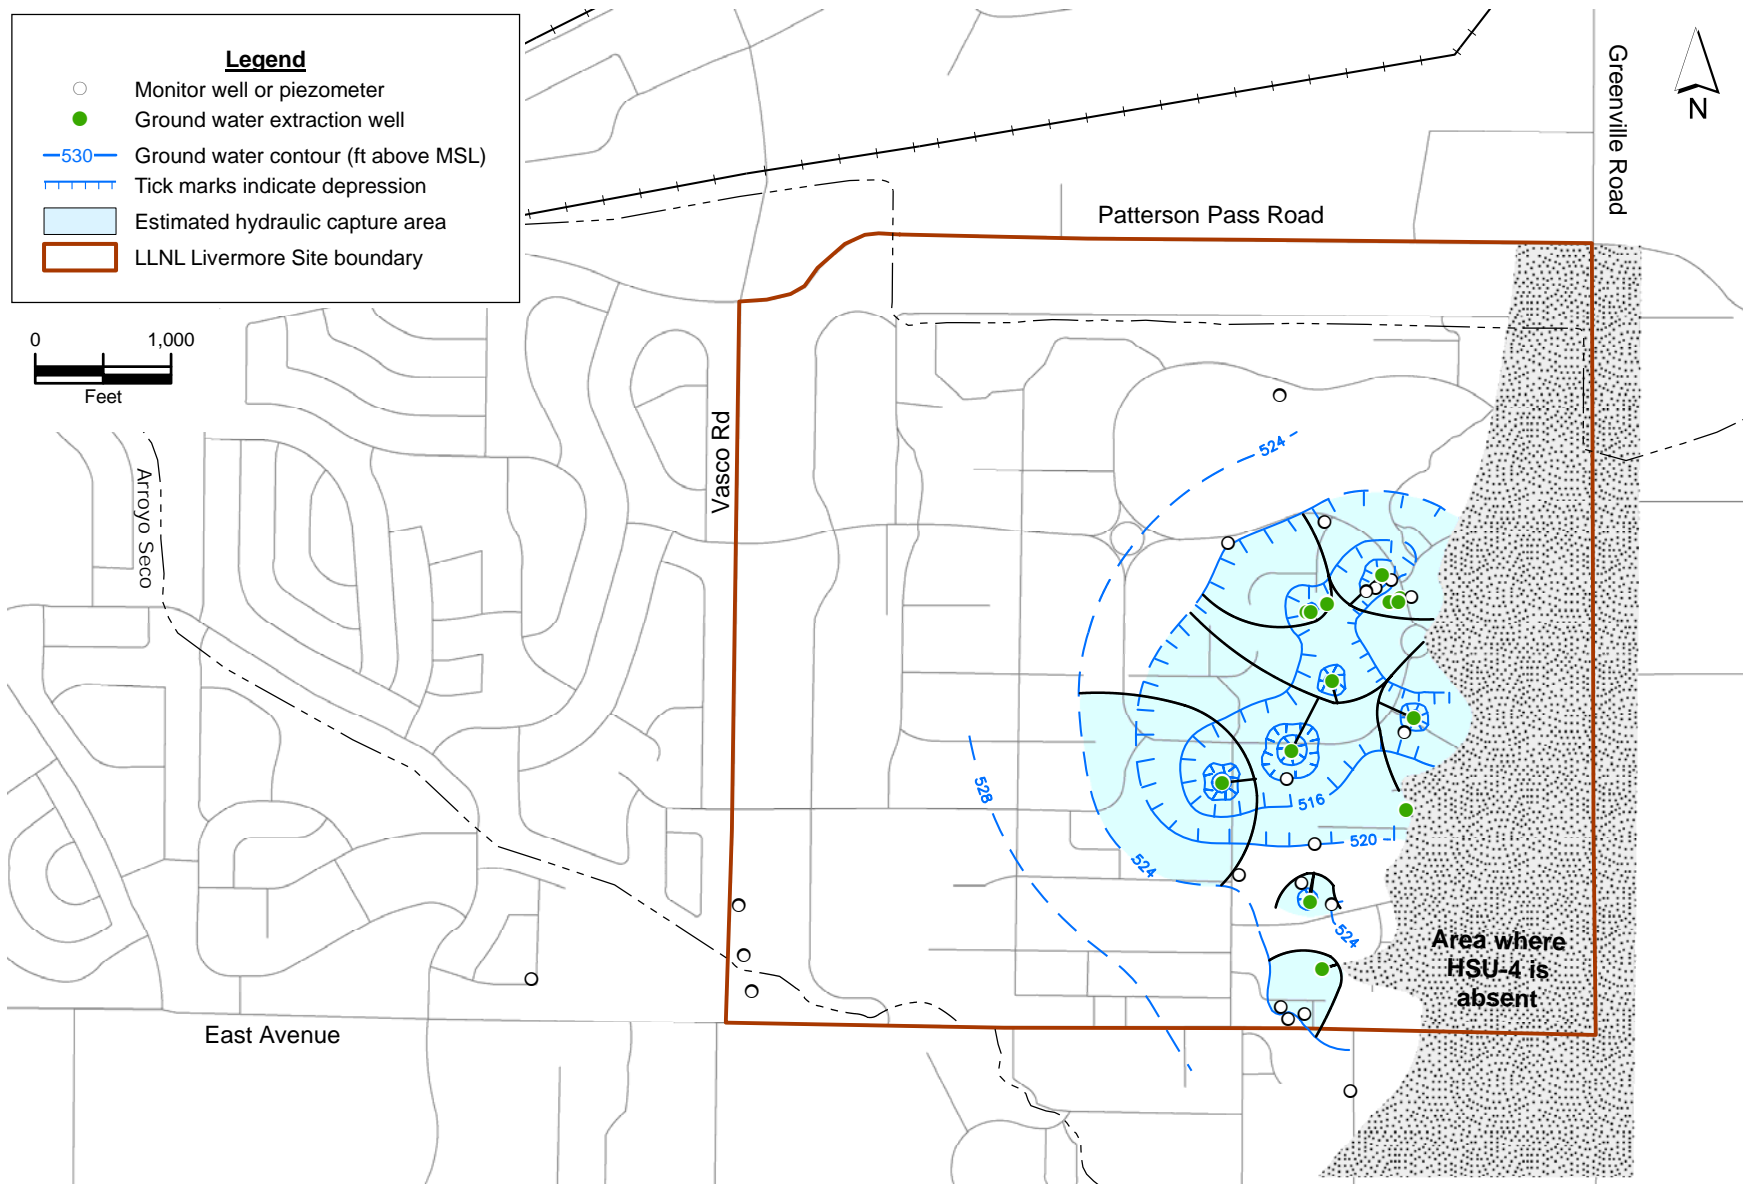 Legend
Monitor well or piezometer
Ground water extraction well
530 Ground water contour (ft above MSL)
Tick marks indicate depression
Estimated hydraulic capture area
LLNL Livermore Site boundary
0 1,000
Feet
Greenville Road
N
Patterson Pass Road
Vasco Rd
Arroyo Seco
524
528
516
520
524
524
Area where
HSU-4 is
absent
East Avenue